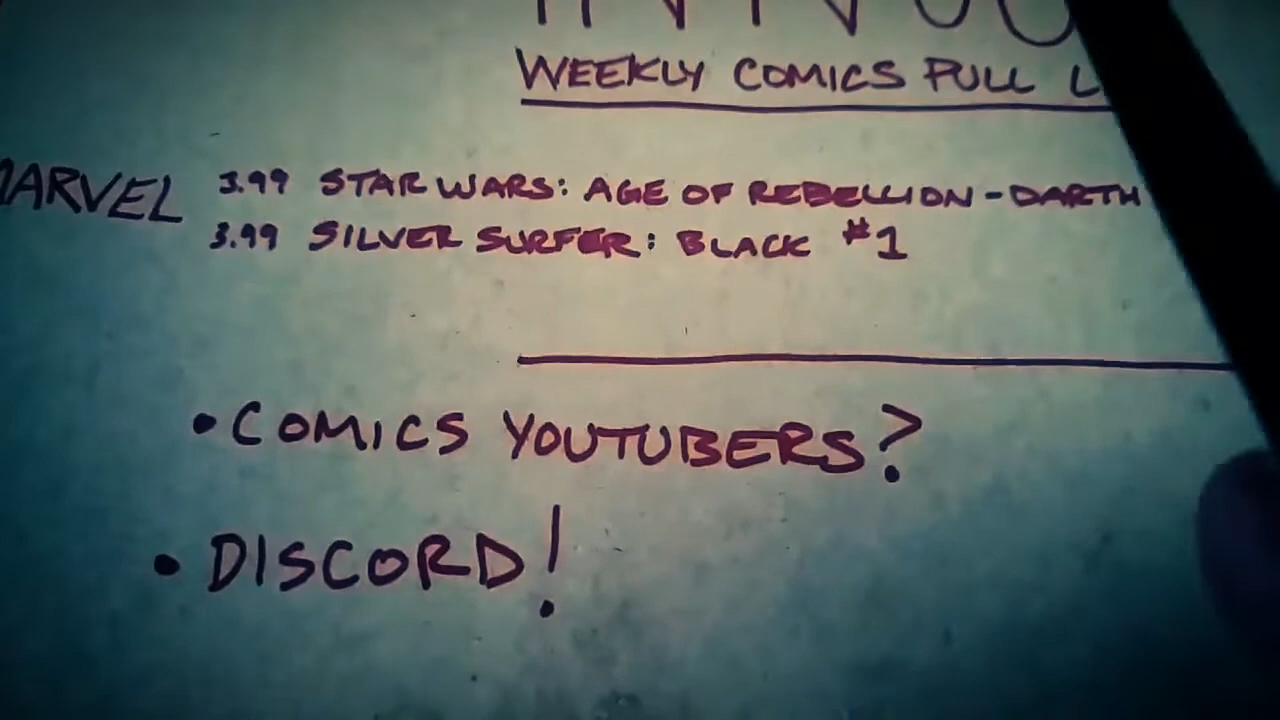 WEEKLY COMICS PULL
MARVEL 3.99 STAR WARS: AGE OF REBELLION - DARTH
3.99 SILVER SURFER: BLACK #1
• COMICS YOUTUBERS?
• DISCORD!